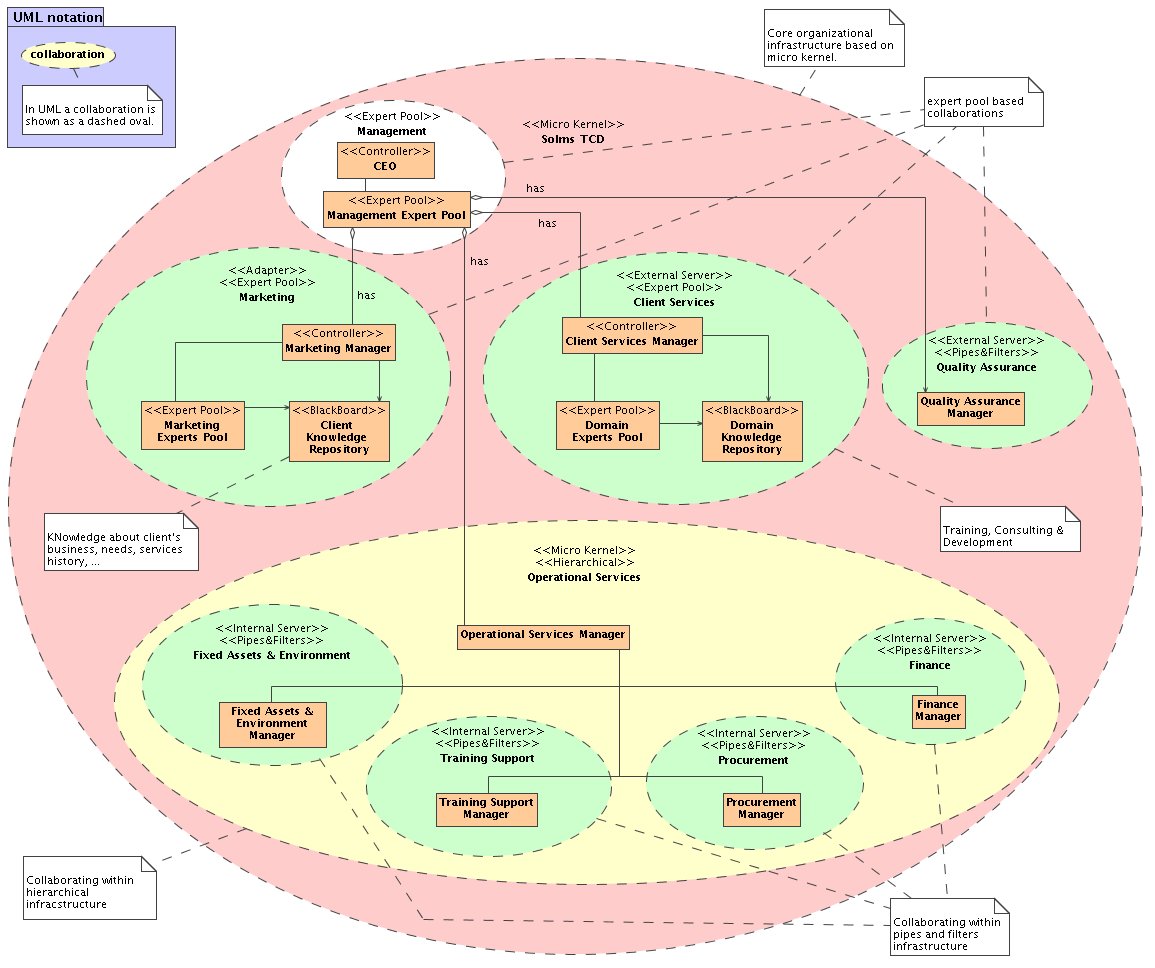 UML notation
collaboration
In UML a collaboration is
shown as a dashed oval.
Core organizational
infrastructure based on
micro kernel.
expert pool based
collaborations
<<Micro Kernel>>
Solms TCD
<<Expert Pool>>
Management
<<Controller>>
CEO
<<Expert Pool>>
Management Expert Pool
has
has
has
has
<<Adapter>>
<<Expert Pool>>
Marketing
<<Controller>>
Marketing Manager
<<Expert Pool>>
Marketing
Experts Pool
<<BlackBoard>>
Client
Knowledge
Repository
<<External Server>>
<<Expert Pool>>
Client Services
<<Controller>>
Client Services Manager
<<Expert Pool>>
Domain
Experts Pool
<<BlackBoard>>
Domain
Knowledge
Repository
<<External Server>>
<<Pipes&Filters>>
Quality Assurance
Quality Assurance
Manager
KNowledge about client's
business, needs, services
history, ...
Training, Consulting &
Development
<<Micro Kernel>>
<<Hierarchical>>
Operational Services
Operational Services Manager
<<Internal Server>>
<<Pipes&Filters>>
Fixed Assets & Environment
Fixed Assets &
Environment
Manager
<<Internal Server>>
<<Pipes&Filters>>
Training Support
Training Support
Manager
<<Internal Server>>
<<Pipes&Filters>>
Procurement
Procurement
Manager
<<Internal Server>>
<<Pipes&Filters>>
Finance
Finance
Manager
Collaborating within
hierarchical
infracstructure
Collaborating within
pipes and filters
infrastructure